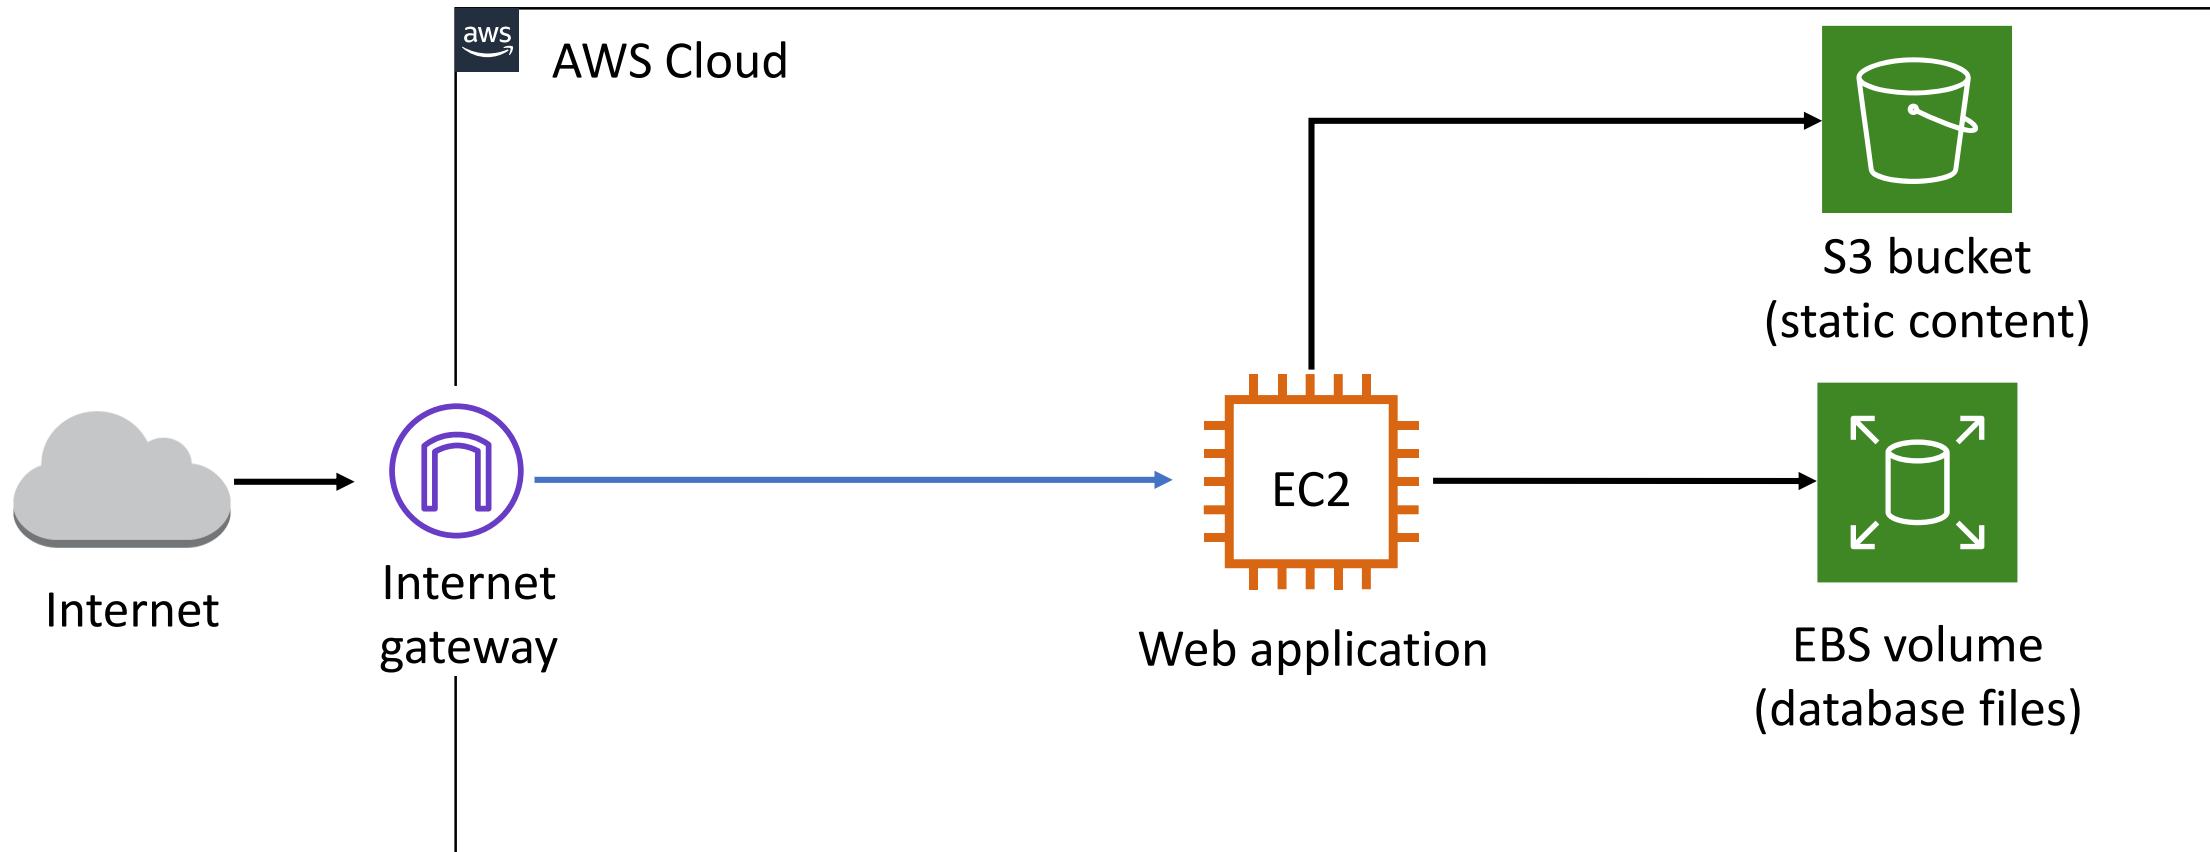 aws
AWS Cloud
S3 bucket
(static content)
EC2
Internet
Internet
gateway
Web application
EBS volume
(database files)